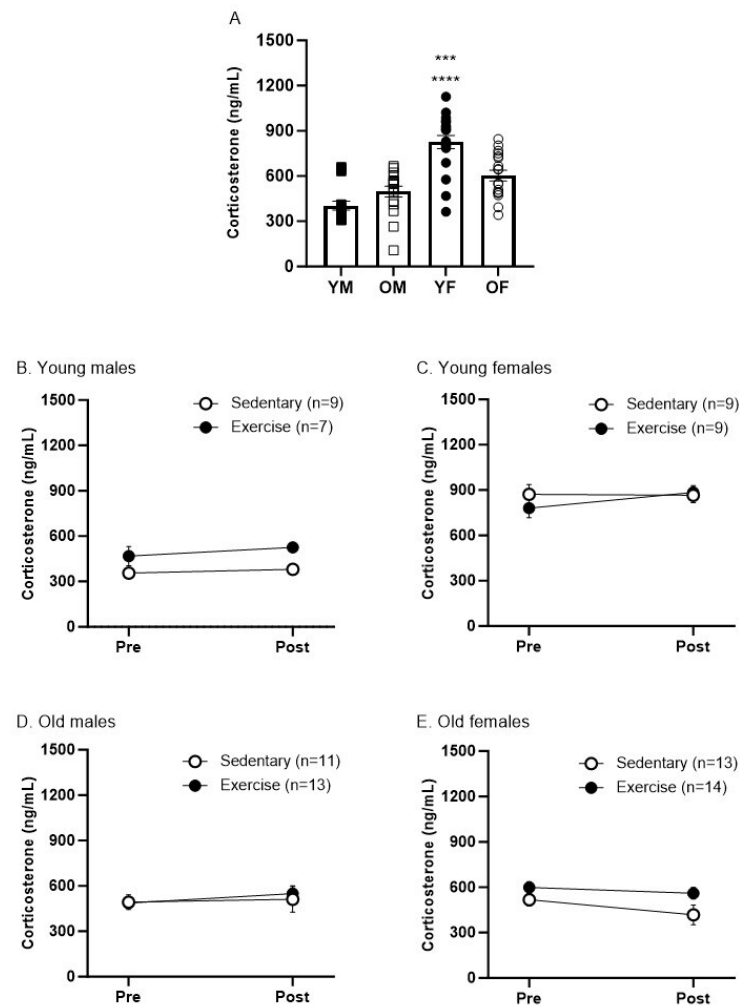 A
Corticosterone (ng/mL)
1500
1200
900
600
300
0
***
****
YM OM YF OF
B. Young males
Corticosterone (ng/mL)
1500
1200
900
600
300
0
Sedentary (n=9)
Exercise (n=7)
Pre Post
C. Young females
Corticosterone (ng/mL)
1500
1200
900
600
300
0
Sedentary (n=9)
Exercise (n=9)
Pre Post
D. Old males
Corticosterone (ng/mL)
1500
1200
900
600
300
0
Sedentary (n=11)
Exercise (n=13)
Pre Post
E. Old females
Corticosterone (ng/mL)
1500
1200
900
600
300
0
Sedentary (n=13)
Exercise (n=14)
Pre Post